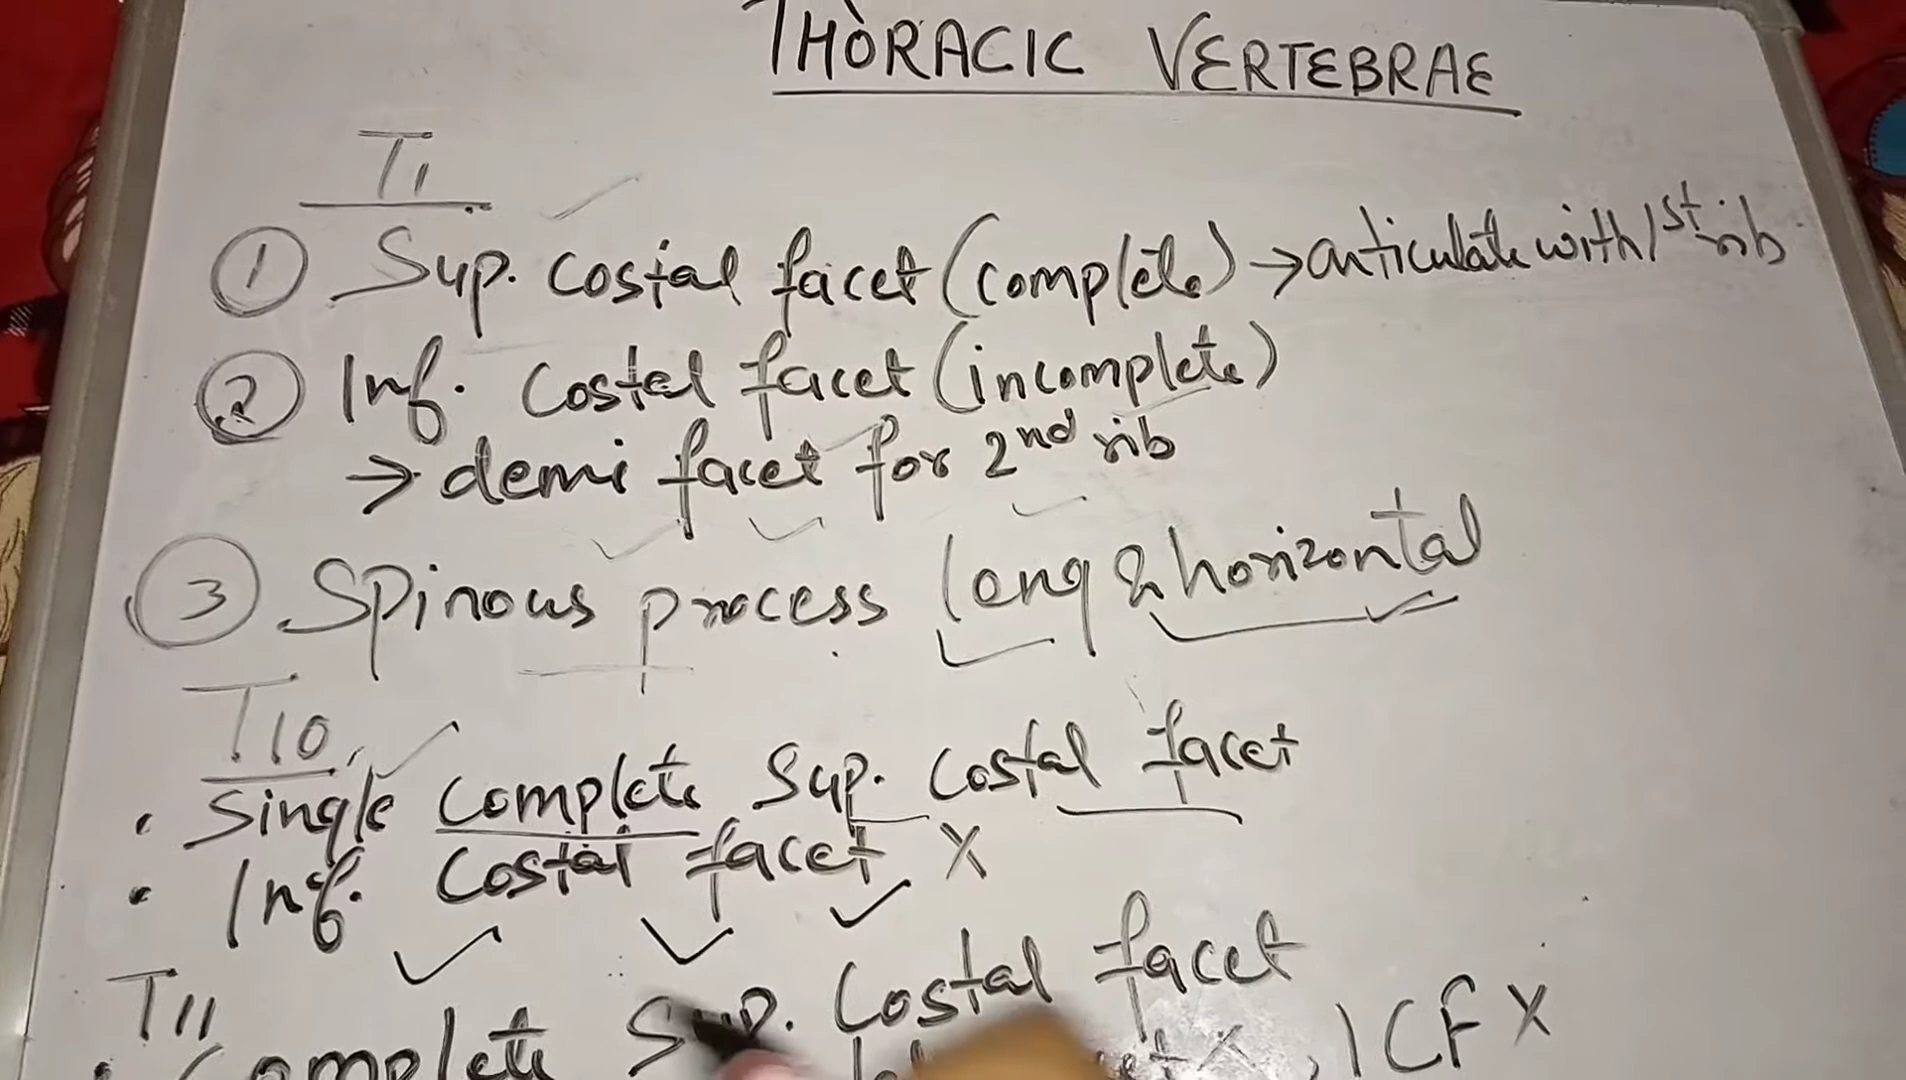 THORACIC VERTEBRAE
T1
① Sup. costal facet (complete) → articulate with 1st rib
② Inf. Costal facet (incomplete)
→ demi facet for 2nd rib
③ Spinous process long & horizontal
T10
• Single complete Sup. Costal facet
• Inf. Costal facet X
T11
• Complete Sup. Costal facet
X, ICF X